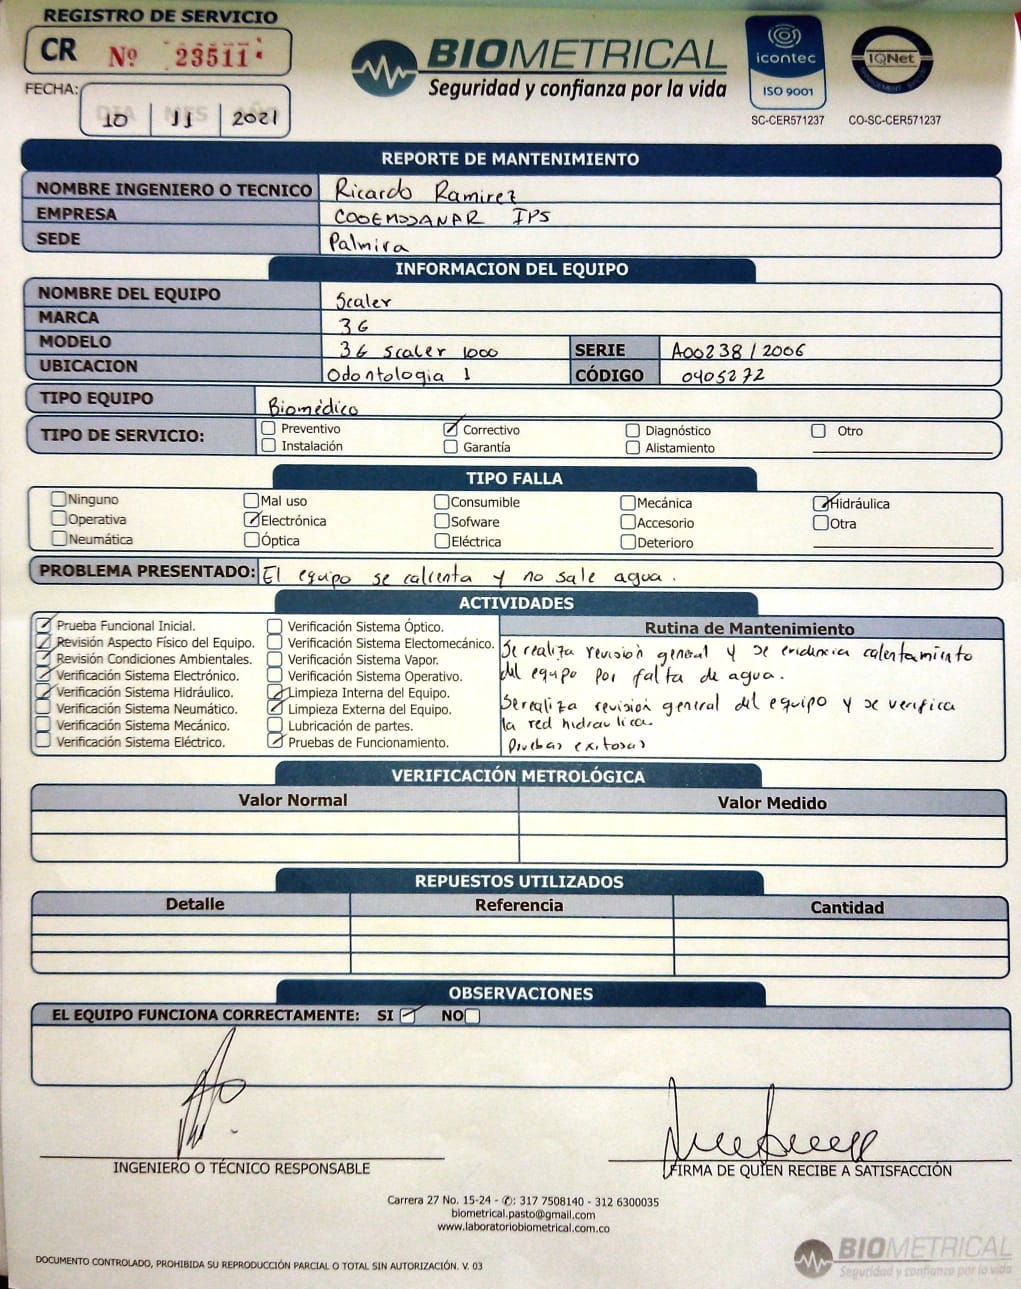 REGISTRO DE SERVICIO
CR Nº 23511
BIOMETRICAL
Seguridad y confianza por la vida
icontec
ISO 9001
SC-CER571237
IQNet
CO-SC-CER571237
FECHA:
DIA MES AÑO
10 11 2021
REPORTE DE MANTENIMIENTO
NOMBRE INGENIERO O TECNICO Ricardo Ramirez
EMPRESA COOEMSSANAR IPS
SEDE Palmira
INFORMACION DEL EQUIPO
NOMBRE DEL EQUIPO Scaler
MARCA 3G
MODELO 3G scaler 1000 SERIE A00238/2006
UBICACION Odontologia 1 CÓDIGO 0405272
TIPO EQUIPO Biomédico
TIPO DE SERVICIO: Preventivo Correctivo Diagnóstico Otro
Instalación Garantía Alistamiento
TIPO FALLA
Ninguno Mal uso Consumible Mecánica Hidráulica
Operativa Electrónica Sofware Accesorio Otra
Neumática Óptica Eléctrica Deterioro
PROBLEMA PRESENTADO: El equipo se calienta y no sale agua.
ACTIVIDADES
Prueba Funcional Inicial.
Revisión Aspecto Físico del Equipo.
Revisión Condiciones Ambientales.
Verificación Sistema Electrónico.
Verificación Sistema Hidráulico.
Verificación Sistema Neumático.
Verificación Sistema Mecánico.
Verificación Sistema Eléctrico.
Verificación Sistema Óptico.
Verificación Sistema Electomecánico.
Verificación Sistema Vapor.
Verificación Sistema Operativo.
Limpieza Interna del Equipo.
Limpieza Externa del Equipo.
Lubricación de partes.
Pruebas de Funcionamiento.
Rutina de Mantenimiento
Se realiza revisión general y se evidencia calentamiento
del equipo por falta de agua.
Se realiza revisión general del equipo y se verifica
la red hidraulica.
Pruebas exitosas
VERIFICACIÓN METROLÓGICA
Valor Normal Valor Medido
REPUESTOS UTILIZADOS
Detalle Referencia Cantidad
OBSERVACIONES
EL EQUIPO FUNCIONA CORRECTAMENTE: SI NO
INGENIERO O TÉCNICO RESPONSABLE
FIRMA DE QUIEN RECIBE A SATISFACCIÓN
Carrera 27 No. 15-24 - ✆: 317 7508140 - 312 6300035
biometrical.pasto@gmail.com
www.laboratoriobiometrical.com.co
DOCUMENTO CONTROLADO, PROHIBIDA SU REPRODUCCIÓN PARCIAL O TOTAL SIN AUTORIZACIÓN. V. 03
BIOMETRICAL
Seguridad y confianza por la vida